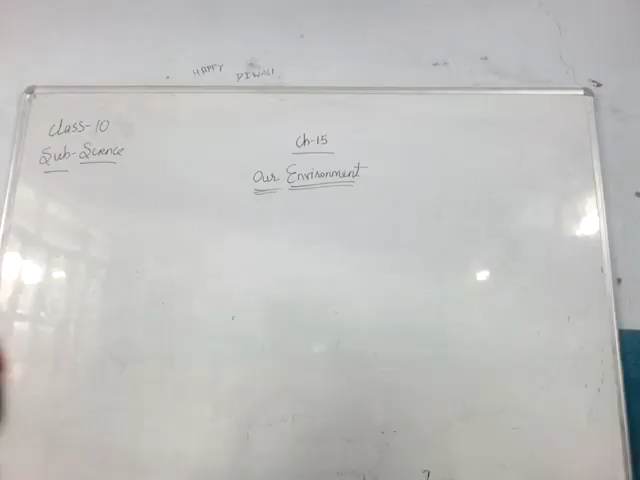 HAPPY DIWALI
Class-10
Sub-Science
Ch-15
Our Environment
?